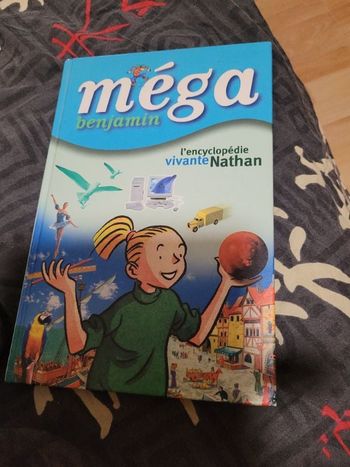 méga
benjamin
l'encyclopédie
vivante Nathan